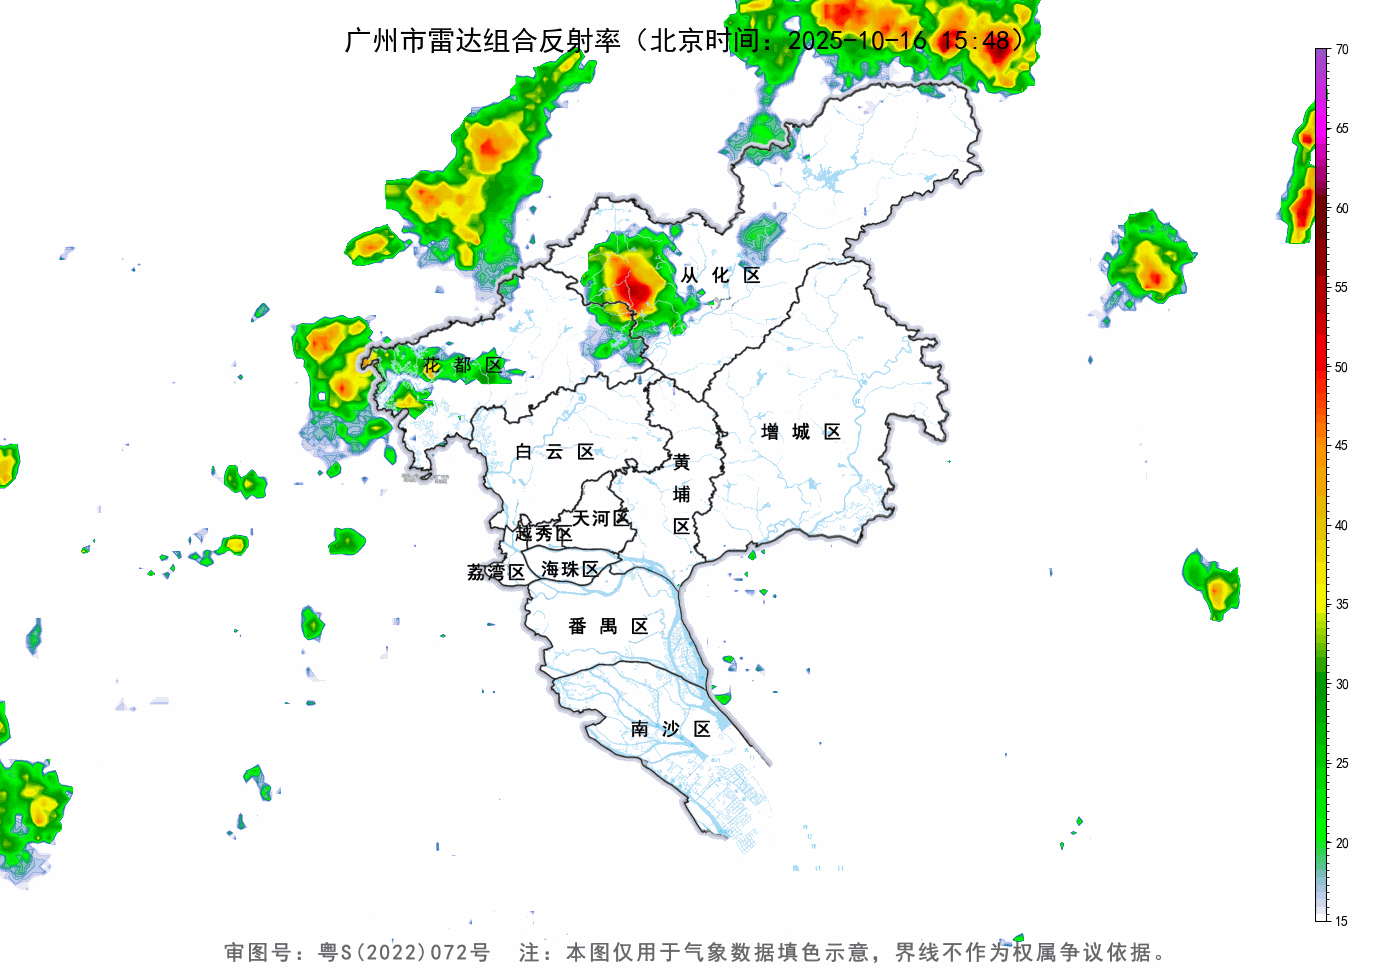 广州市雷达组合反射率（北京时间：2025-10-16 15:48）
70
65
60
55
50
45
40
35
30
25
20
15
从化区
花都区
增城区
白云区
黄埔区
天河区
越秀区
海珠区
荔湾区
番禺区
南沙区
审图号：粤S(2022)072号 注：本图仅用于气象数据填色示意，界线不作为权属争议依据。